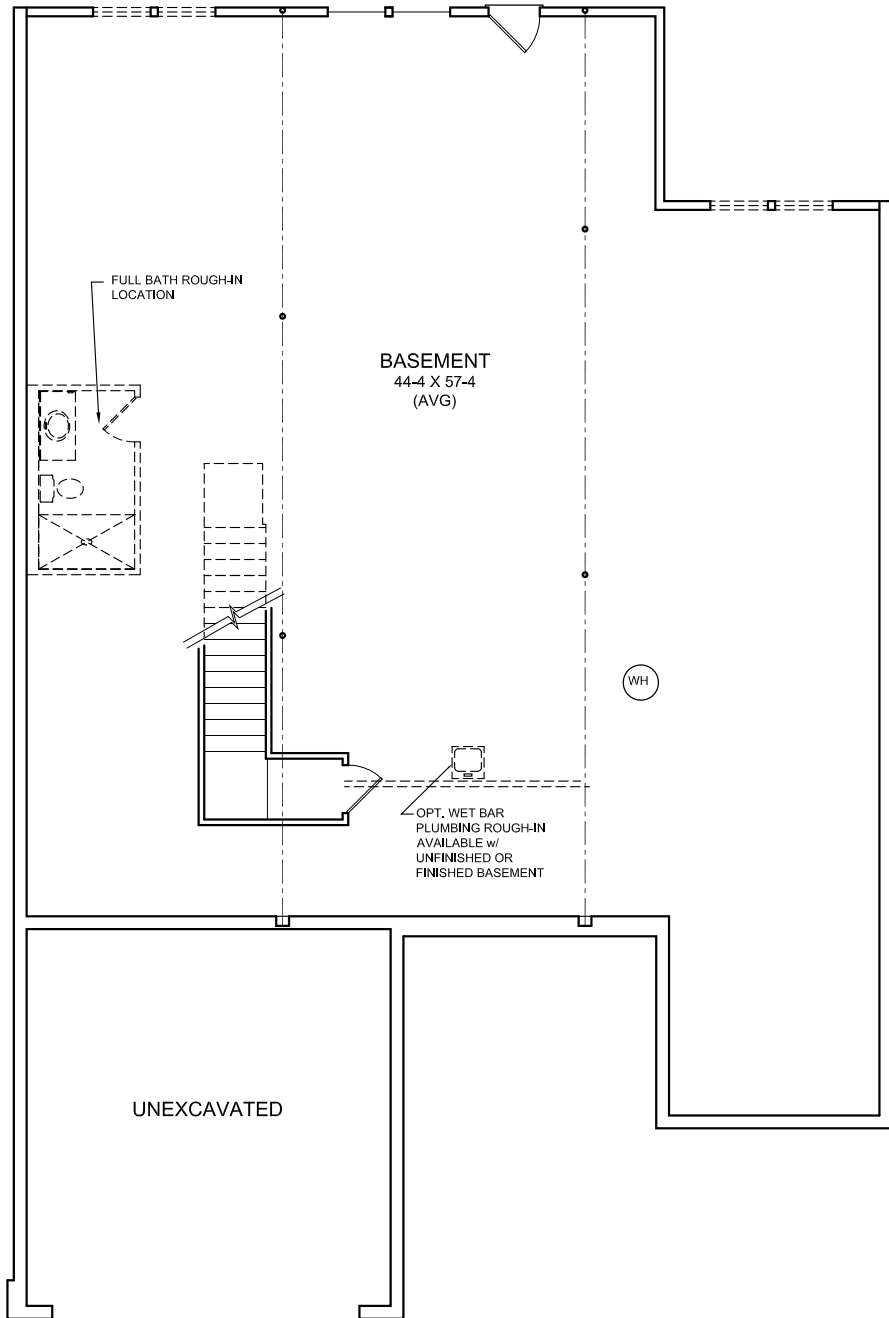 FULL BATH ROUGH-IN
LOCATION
BASEMENT
44-4 X 57-4
(AVG)
WH
OPT. WET BAR
PLUMBING ROUGH-IN
AVAILABLE w/
UNFINISHED OR
FINISHED BASEMENT
UNEXCAVATED